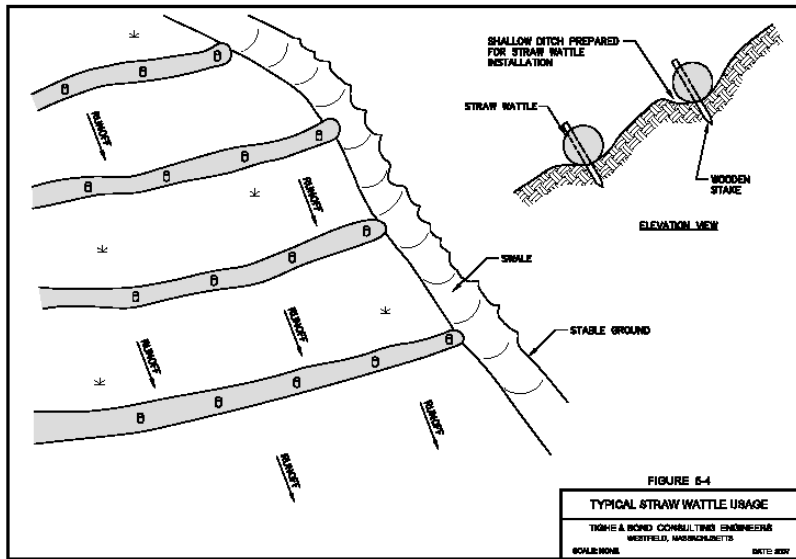 SHALLOW DITCH PREPARED
FOR STRAW WATTLE
INSTALLATION
STRAW WATTLE
WOODEN
STAKE
ELEVATION VIEW
RUNOFF
RUNOFF
SWALE
STABLE GROUND
RUNOFF
RUNOFF
RUNOFF
RUNOFF
FIGURE 5-4
TYPICAL STRAW WATTLE USAGE
TIGHE & BOND CONSULTING ENGINEERS
WESTFIELD, MASSACHUSETTS
SCALE: NONE
DATE: